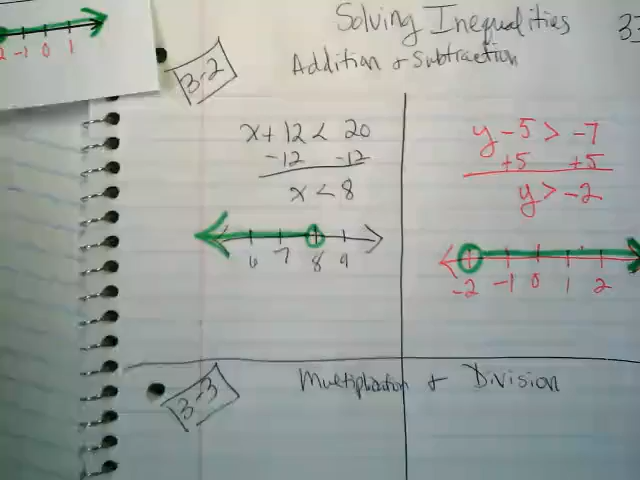 2 -1 0 1
Solving Inequalities
3-2
Addition & Subtraction
x + 12 < 20
-12 -12
x < 8
6 7 8 9
y - 5 > -7
+5 +5
y > -2
-2 -1 0 1 2
3-3
Multiplication & Division